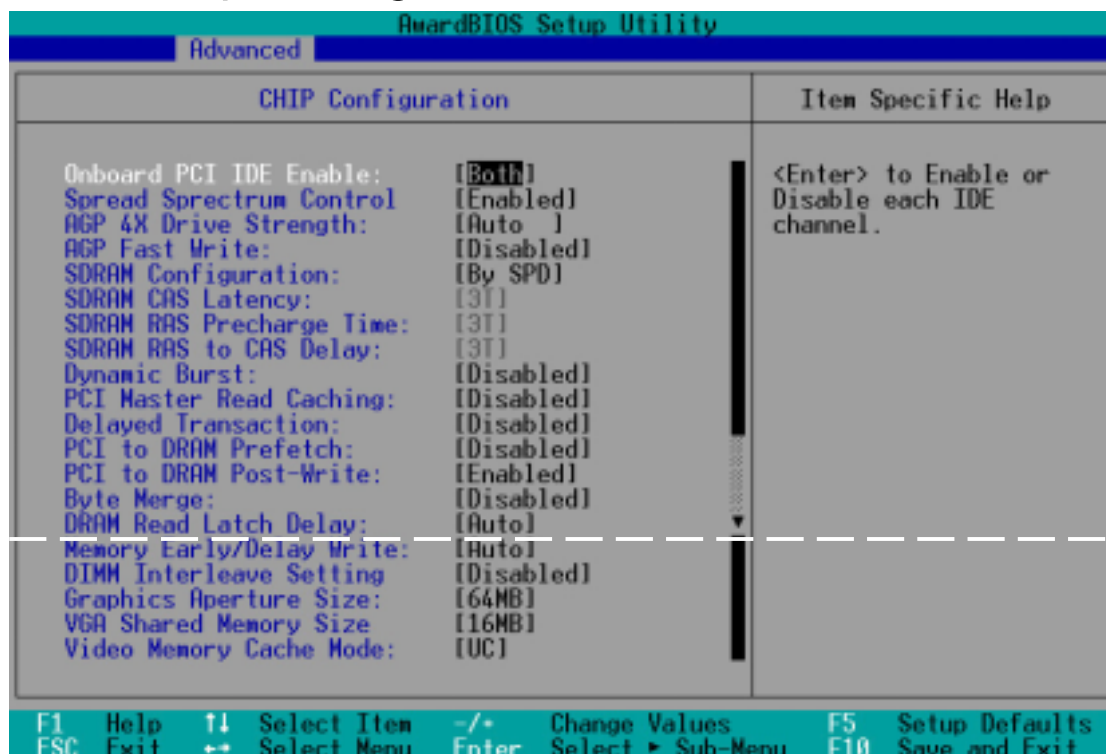 AwardBIOS Setup Utility
Advanced
CHIP Configuration
Item Specific Help
Onboard PCI IDE Enable: [Both]
Spread Sprectrum Control [Enabled]
AGP 4X Drive Strength: [Auto ]
AGP Fast Write: [Disabled]
SDRAM Configuration: [By SPD]
SDRAM CAS Latency: [3T]
SDRAM RAS Precharge Time: [3T]
SDRAM RAS to CAS Delay: [3T]
Dynamic Burst: [Disabled]
PCI Master Read Caching: [Disabled]
Delayed Transaction: [Disabled]
PCI to DRAM Prefetch: [Disabled]
PCI to DRAM Post-Write: [Enabled]
Byte Merge: [Disabled]
DRAM Read Latch Delay: [Auto]
Memory Early/Delay Write: [Auto]
DIMM Interleave Setting [Disabled]
Graphics Aperture Size: [64MB]
VGA Shared Memory Size [16MB]
Video Memory Cache Mode: [UC]
<Enter> to Enable or
Disable each IDE
channel.
F1 Help ↑↓ Select Item -/+ Change Values F5 Setup Defaults
ESC Exit ←→ Select Menu Enter Select ► Sub-Menu F10 Save and Exit